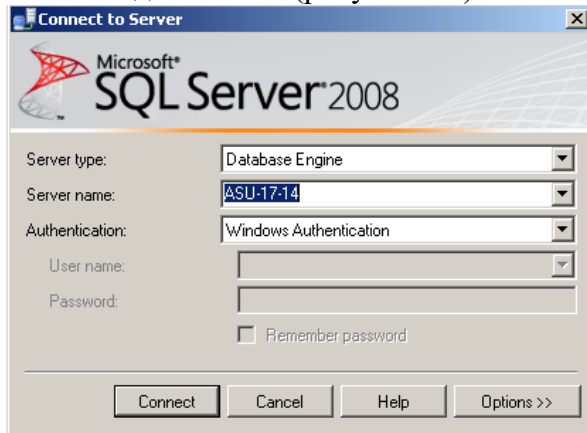 Connect to Server
Microsoft®
SQL Server® 2008
Server type: Database Engine
Server name: ASU-17-14
Authentication: Windows Authentication
User name:
Password:
Remember password
Connect Cancel Help Options >>